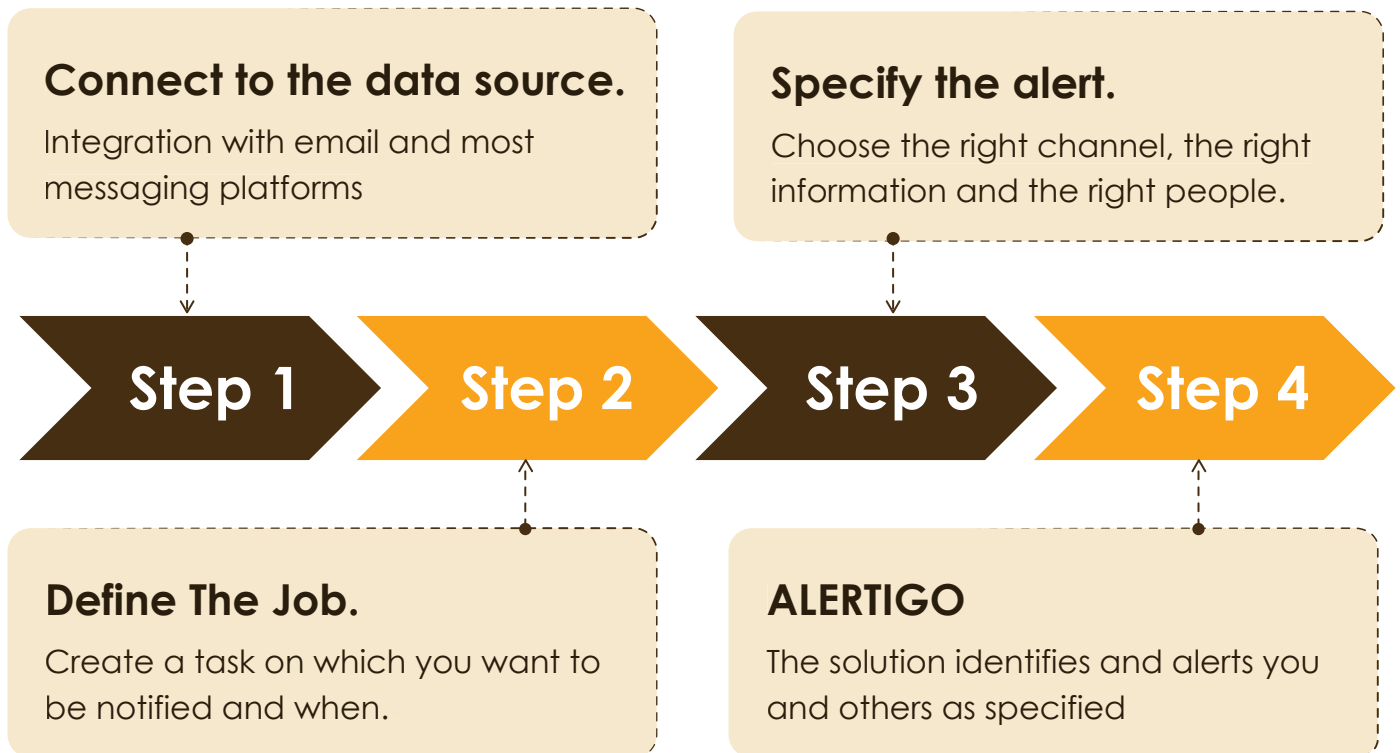 Connect to the data source.
Integration with email and most
messaging platforms
Specify the alert.
Choose the right channel, the right
information and the right people.
Step 1
Step 2
Step 3
Step 4
Define The Job.
Create a task on which you want to
be notified and when.
ALERTIGO
The solution identifies and alerts you
and others as specified